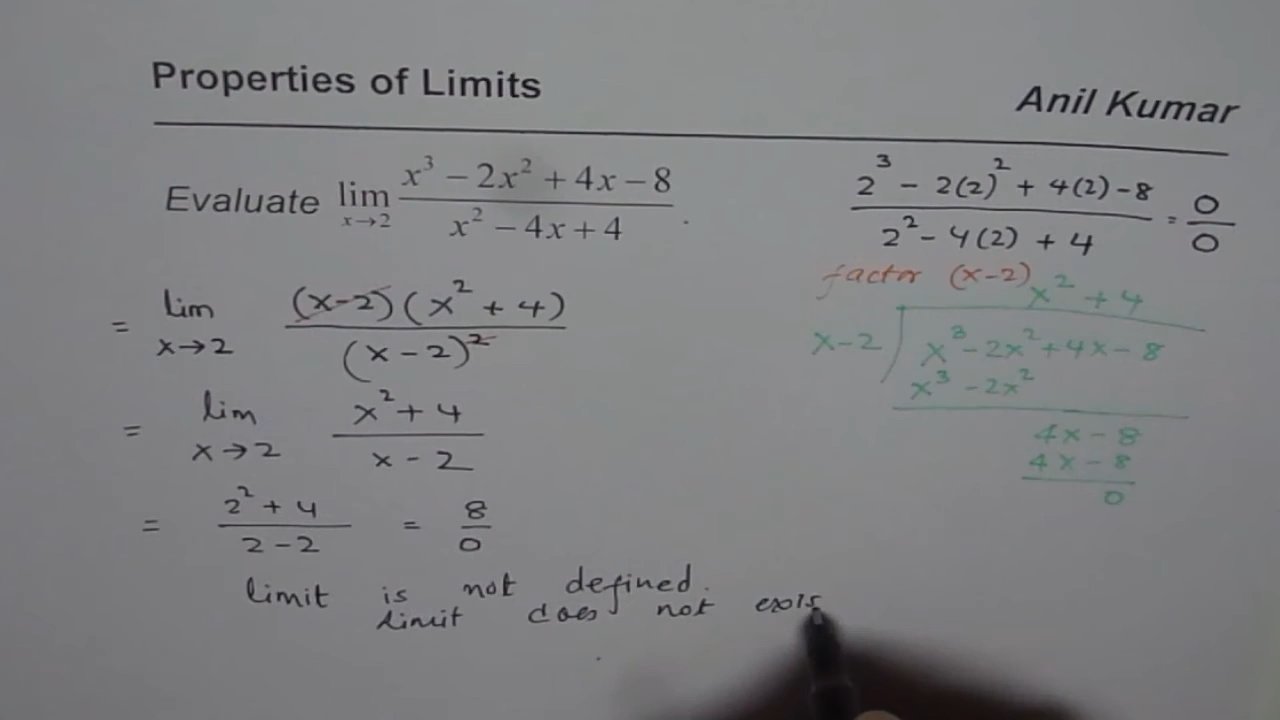 Properties of Limits
Anil Kumar
Evaluate lim x→2 (x³ − 2x² + 4x − 8)/(x² − 4x + 4) .
= lim x→2 (x-2)(x² + 4)/(x - 2)²
= lim x→2 (x² + 4)/(x - 2)
= (2² + 4)/(2 - 2) = 8/0
limit is not defined.
limit does not exis
(2³ - 2(2)² + 4(2) - 8)/(2² - 4(2) + 4) = 0/0
factor (x-2)
x² + 4
x-2 x³ - 2x² + 4x - 8
x³ - 2x²
4x - 8
4x - 8
0